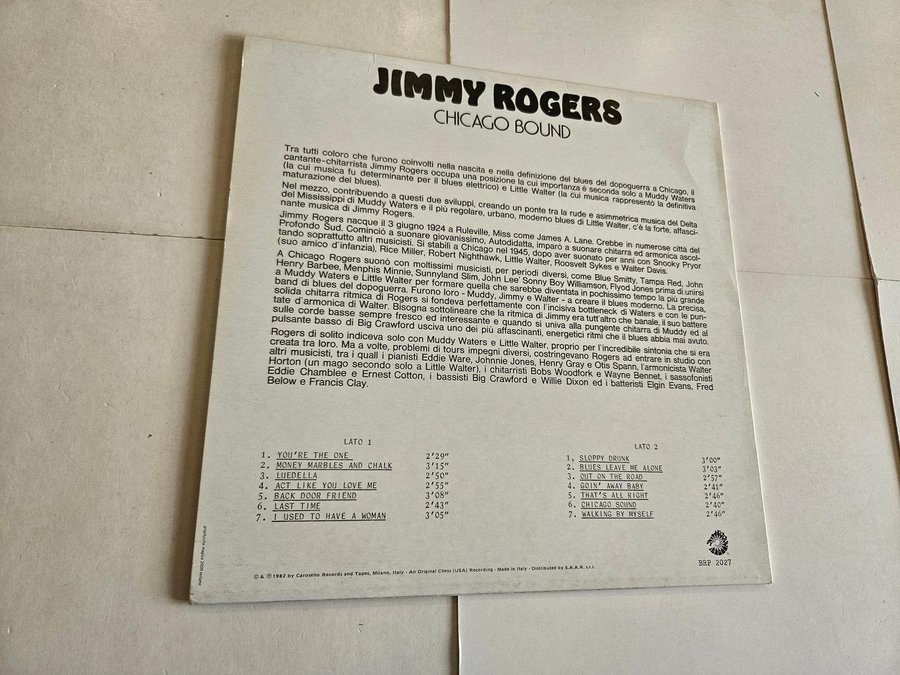 JIMMY ROGERS
CHICAGO BOUND
Tra tutti coloro che furono coinvolti nella nascita e nella definizione del blues del dopoguerra a Chicago, il
cantante-chitarrista Jimmy Rogers occupa una posizione la cui importanza è seconda solo a Muddy Waters
(la cui musica fu determinante per il blues elettrico) e Little Walter (la cui musica rappresentò la definitiva
maturazione del blues).
Nel mezzo, contribuendo a questi due sviluppi, creando un ponte tra la rude e asimmetrica musica del Delta
del Mississippi di Muddy Waters e il più regolare, urbano, moderno blues di Little Walter, c'è la forte, affasci-
nante musica di Jimmy Rogers.
Jimmy Rogers nacque il 3 giugno 1924 a Ruleville, Miss come James A. Lane. Crebbe in numerose città del
Profondo Sud. Cominciò a suonare giovanissimo, Autodidatta, imparò a suonare chitarra ed armonica ascol-
tando soprattutto altri musicisti. Si stabilì a Chicago nel 1945, dopo aver suonato per anni con Snooky Pryor
(suo amico d'infanzia), Rice Miller, Robert Nighthawk, Little Walter, Roosvelt Sykes e Walter Davis.
A Chicago Rogers suonò con moltissimi musicisti, per periodi diversi, come Blue Smitty, Tampa Red, John
Henry Barbee, Menphis Minnie, Sunnyland Slim, John Lee' Sonny Boy Williamson, Flyod Jones prima di unirsi
a Muddy Waters e Little Walter per formare quella che sarebbe diventata in pochissimo tempo la più grande
band di blues del dopoguerra. Furono loro - Muddy, Jimmy e Walter - a creare il blues moderno. La precisa,
solida chitarra ritmica di Rogers si fondeva perfettamente con l'incisiva bottleneck di Waters e con le pun-
tate d'armonica di Walter. Bisogna sottolineare che la ritmica di Jimmy era tutt'altro che banale, il suo battere
sulle corde basse sempre fresco ed interessante e quando si univa alla pungente chitarra di Muddy ed al
pulsante basso di Big Crawford usciva uno dei più affascinanti, energetici ritmi che il blues abbia mai avuto.
Rogers di solito indiceva solo con Muddy Waters e Little Walter, proprio per l'incredibile sintonia che si era
creata tra loro. Ma a volte, problemi di tours impegni diversi, costringevano Rogers ad entrare in studio con
altri musicisti, tra i quali i pianisti Eddie Ware, Johnnie Jones, Henry Gray e Otis Spann, l'armonicista Walter
Horton (un mago secondo solo a Little Walter), i chitarristi Bobs Woodfork e Wayne Bennet, i sassofonisti
Eddie Chamblee e Ernest Cotton, i bassisti Big Crawford e Willie Dixon ed i batteristi Elgin Evans, Fred
Below e Francis Clay.
LATO 1
1. YOU'RE THE ONE 2'29"
2. MONEY MARBLES AND CHALK 3'15"
3. LUEDELLA 2'50"
4. ACT LIKE YOU LOVE ME 2'55"
5. BACK DOOR FRIEND 3'08"
6. LAST TIME 2'43"
7. I USED TO HAVE A WOMAN 3'05"
LATO 2
1. SLOPPY DRUNK 3'00"
2. BLUES LEAVE ME ALONE 3'03"
3. OUT ON THE ROAD 2'57"
4. GOIN' AWAY BABY 2'41"
5. THAT'S ALL RIGHT 2'46"
6. CHICAGO SOUND 2'40"
7. WALKING BY MYSELF 2'46"
BRP 2027
© & ℗ 1982 by Carosello Records and Tapes, Milano, Italy - An Original Chess (USA) Recording - Made in Italy - Distributed by S.A.A.R. s.r.l.